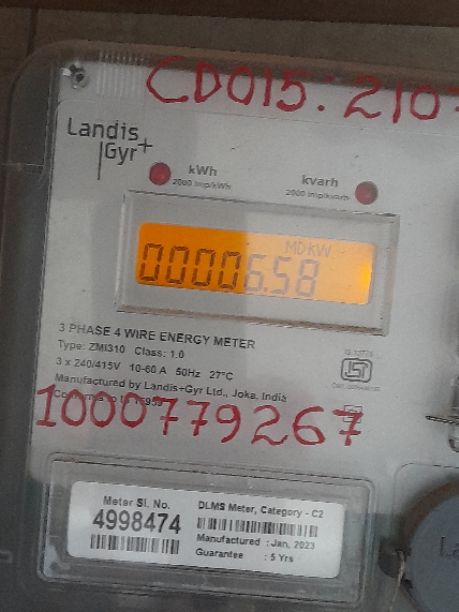 CD015:210
Landis
Gyr+
kWh
2000 imp/kWh
kvarh
2000 imp/kvarh
MDKW
00006.58
3 PHASE 4 WIRE ENERGY METER
Type: ZMI310 Class: 1.0
3 x 240/415V 10-60 A 50Hz 27°C
Manufactured by Landis+Gyr Ltd., Joka, India
1000779267
Meter Sl. No.
4998474
DLMS Meter, Category - C2
Manufactured : Jan, 2023
Guarantee : 5 Yrs